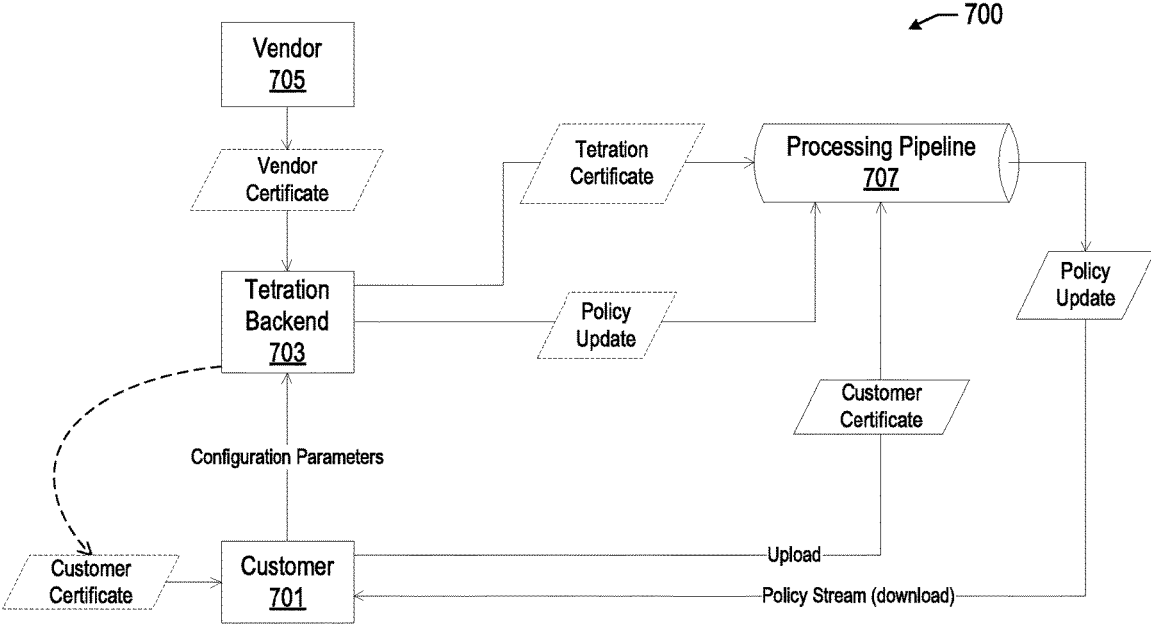 700
Vendor
705
Vendor
Certificate
Tetration
Certificate
Processing Pipeline
707
Tetration
Backend
703
Policy
Update
Policy
Update
Customer
Certificate
Configuration Parameters
Customer
Certificate
Customer
701
Upload
Policy Stream (download)